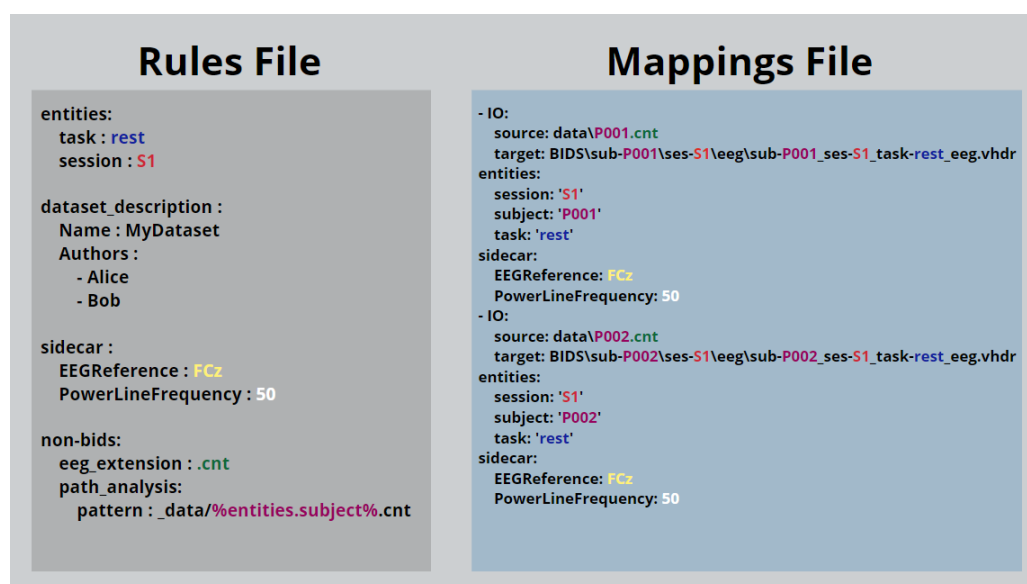 Rules File
entities:
task : rest
session : S1
dataset_description :
Name : MyDataset
Authors :
- Alice
- Bob
sidecar :
EEGReference : FCz
PowerLineFrequency : 50
non-bids:
eeg_extension : .cnt
path_analysis:
pattern : _data/%entities.subject%.cnt
Mappings File
- IO:
source: data\P001.cnt
target: BIDS\sub-P001\ses-S1\eeg\sub-P001_ses-S1_task-rest_eeg.vhdr
entities:
session: 'S1'
subject: 'P001'
task: 'rest'
sidecar:
EEGReference: FCz
PowerLineFrequency: 50
- IO:
source: data\P002.cnt
target: BIDS\sub-P002\ses-S1\eeg\sub-P002_ses-S1_task-rest_eeg.vhdr
entities:
session: 'S1'
subject: 'P002'
task: 'rest'
sidecar:
EEGReference: FCz
PowerLineFrequency: 50